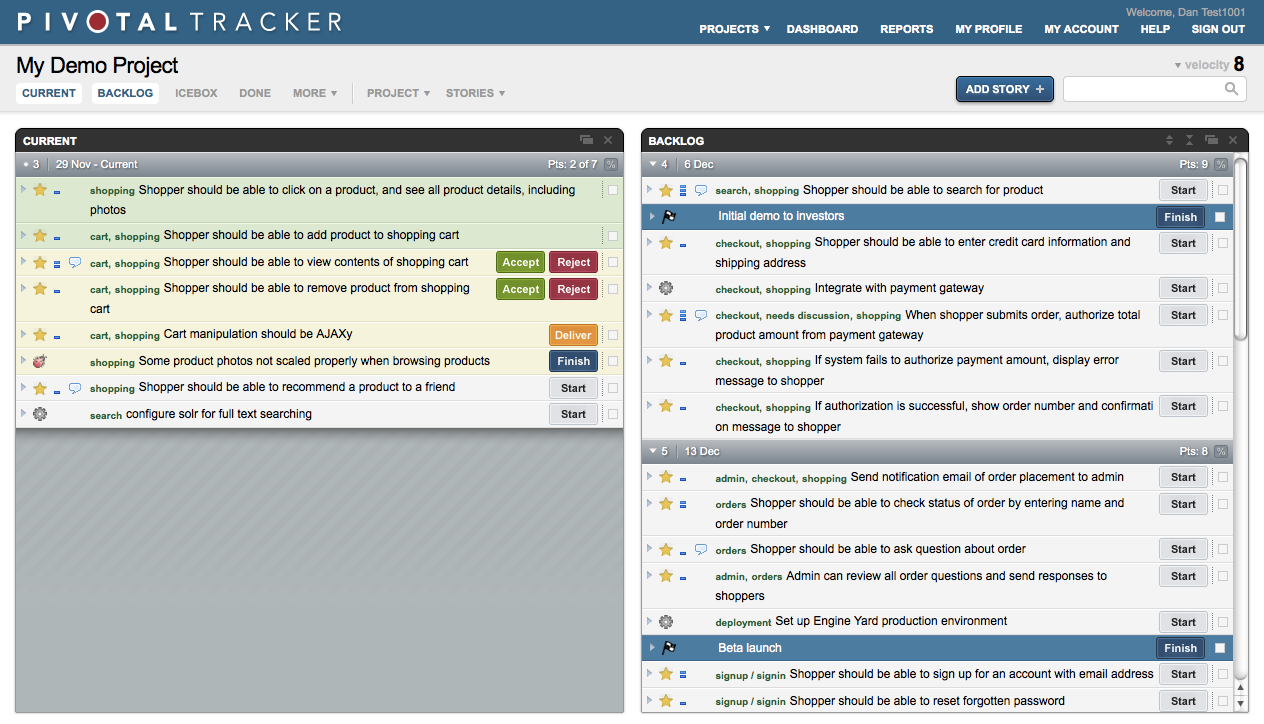 PIVOTAL TRACKER
Welcome, Dan Test1001
PROJECTS DASHBOARD REPORTS MY PROFILE MY ACCOUNT HELP SIGN OUT
My Demo Project
velocity 8
CURRENT BACKLOG ICEBOX DONE MORE PROJECT STORIES
ADD STORY +
CURRENT
3 29 Nov - Current Pts: 2 of 7 %
shopping Shopper should be able to click on a product, and see all product details, including
photos
cart, shopping Shopper should be able to add product to shopping cart
cart, shopping Shopper should be able to view contents of shopping cart Accept Reject
cart, shopping Shopper should be able to remove product from shopping Accept Reject
cart
cart, shopping Cart manipulation should be AJAXy Deliver
shopping Some product photos not scaled properly when browsing products Finish
shopping Shopper should be able to recommend a product to a friend Start
search configure solr for full text searching Start
BACKLOG
4 6 Dec Pts: 9 %
search, shopping Shopper should be able to search for product Start
Initial demo to investors Finish
checkout, shopping Shopper should be able to enter credit card information and Start
shipping address
checkout, shopping Integrate with payment gateway Start
checkout, needs discussion, shopping When shopper submits order, authorize total Start
product amount from payment gateway
checkout, shopping If system fails to authorize payment amount, display error Start
message to shopper
checkout, shopping If authorization is successful, show order number and confirmati Start
on message to shopper
5 13 Dec Pts: 8 %
admin, checkout, shopping Send notification email of order placement to admin Start
orders Shopper should be able to check status of order by entering name and Start
order number
orders Shopper should be able to ask question about order Start
admin, orders Admin can review all order questions and send responses to Start
shoppers
deployment Set up Engine Yard production environment Start
Beta launch Finish
signup / signin Shopper should be able to sign up for an account with email address Start
signup / signin Shopper should be able to reset forgotten password Start